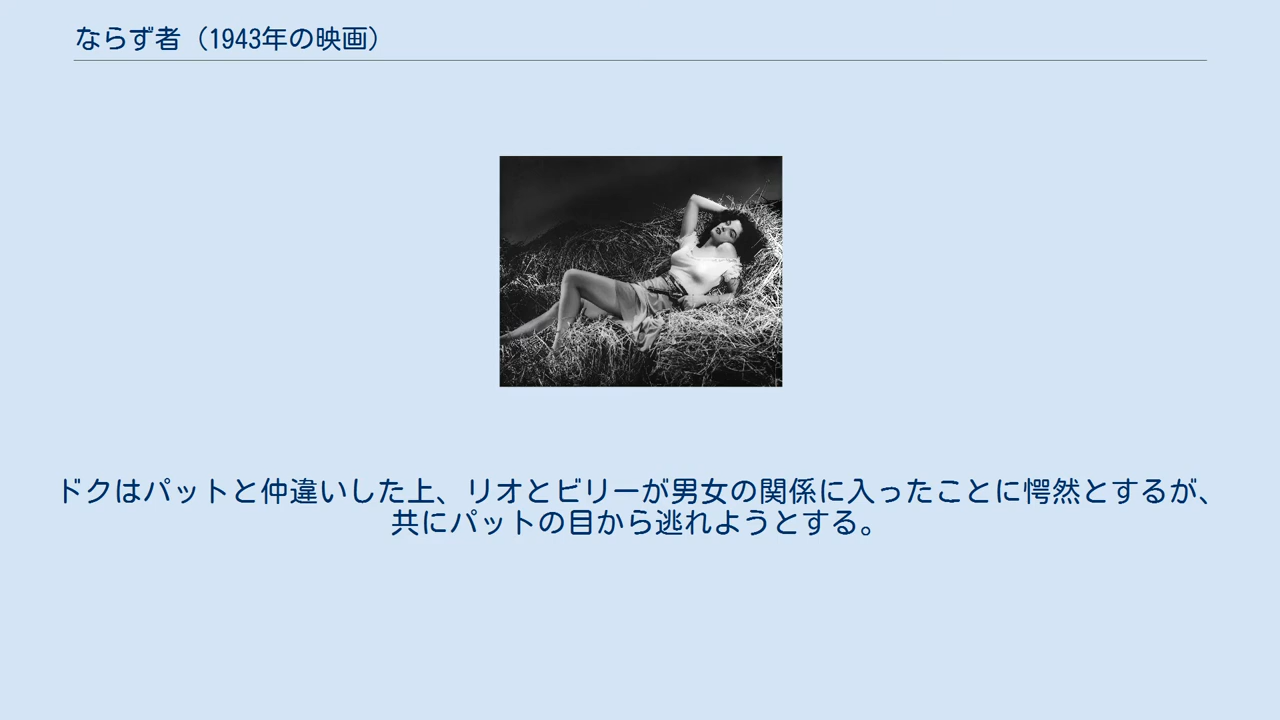 ならず者（1943年の映画）
ドクはパットと仲違いした上、リオとビリーが男女の関係に入ったことに愕然とするが、
共にパットの目から逃れようとする。